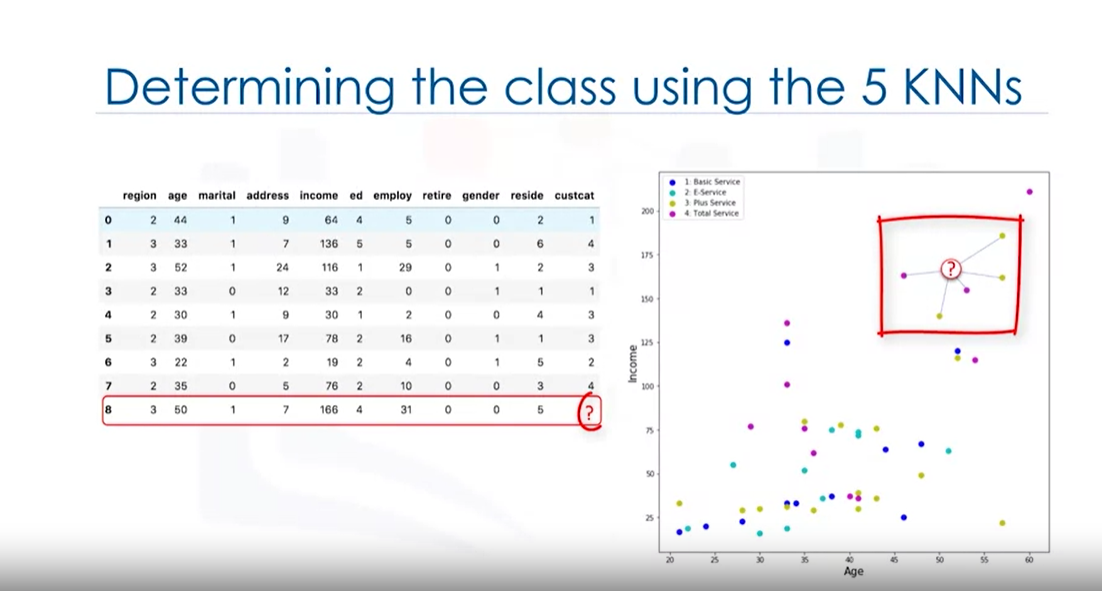 Determining the class using the 5 KNNs
region age marital address income ed employ retire gender reside custcat
0 2 44 1 9 64 4 5 0 0 2 1
1 3 33 1 7 136 5 5 0 0 6 4
2 3 52 1 24 116 1 29 0 1 2 3
3 2 33 0 12 33 2 0 0 1 1 1
4 2 30 1 9 30 1 2 0 0 4 3
5 2 39 0 17 78 2 16 0 1 1 3
6 3 22 1 2 19 2 4 0 1 5 2
7 2 35 0 5 76 2 10 0 0 3 4
8 3 50 1 7 166 4 31 0 0 5 ?
1: Basic Service
2: E-Service
3: Plus Service
4: Total Service
?
200
175
150
125
100
75
50
25
Income
20 25 30 35 40 45 50 55 60
Age